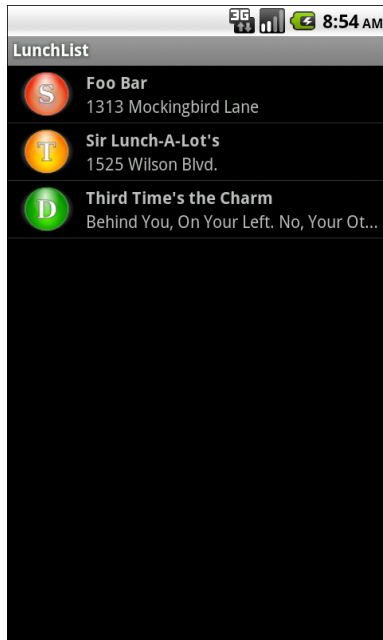 3G 8:54 AM
LunchList
S Foo Bar
1313 Mockingbird Lane
T Sir Lunch-A-Lot's
1525 Wilson Blvd.
D Third Time's the Charm
Behind You, On Your Left. No, Your Ot...